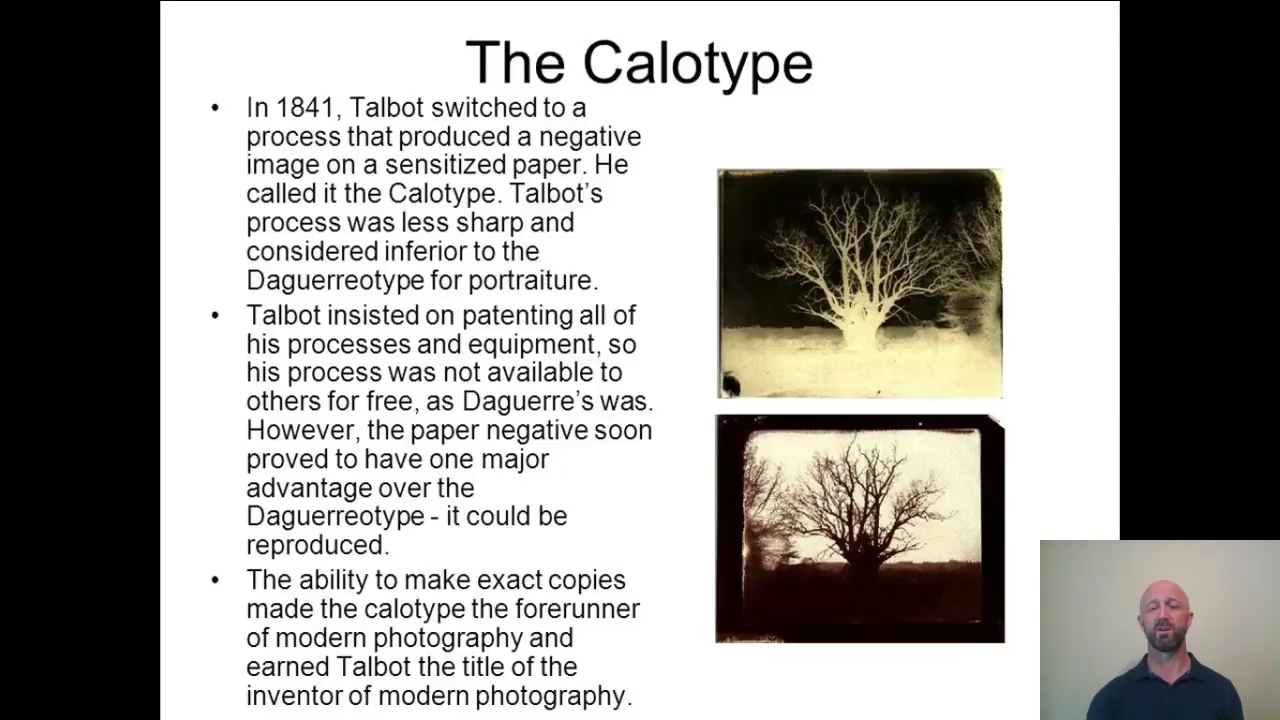 The Calotype
• In 1841, Talbot switched to a
process that produced a negative
image on a sensitized paper. He
called it the Calotype. Talbot’s
process was less sharp and
considered inferior to the
Daguerreotype for portraiture.
• Talbot insisted on patenting all of
his processes and equipment, so
his process was not available to
others for free, as Daguerre’s was.
However, the paper negative soon
proved to have one major
advantage over the
Daguerreotype - it could be
reproduced.
• The ability to make exact copies
made the calotype the forerunner
of modern photography and
earned Talbot the title of the
inventor of modern photography.